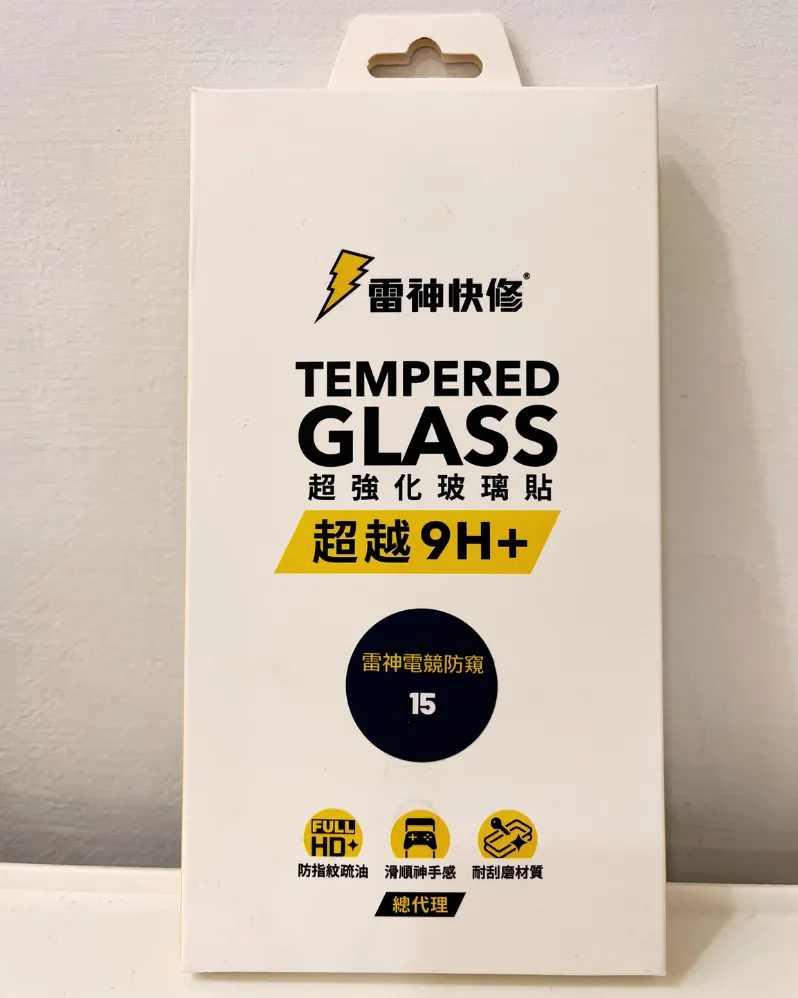 雷神快修®
TEMPERED
GLASS
超強化玻璃貼
超越9H+
雷神電競防窺
15
FULL
HD+
防指紋疏油
滑順神手感
耐刮磨材質
總代理